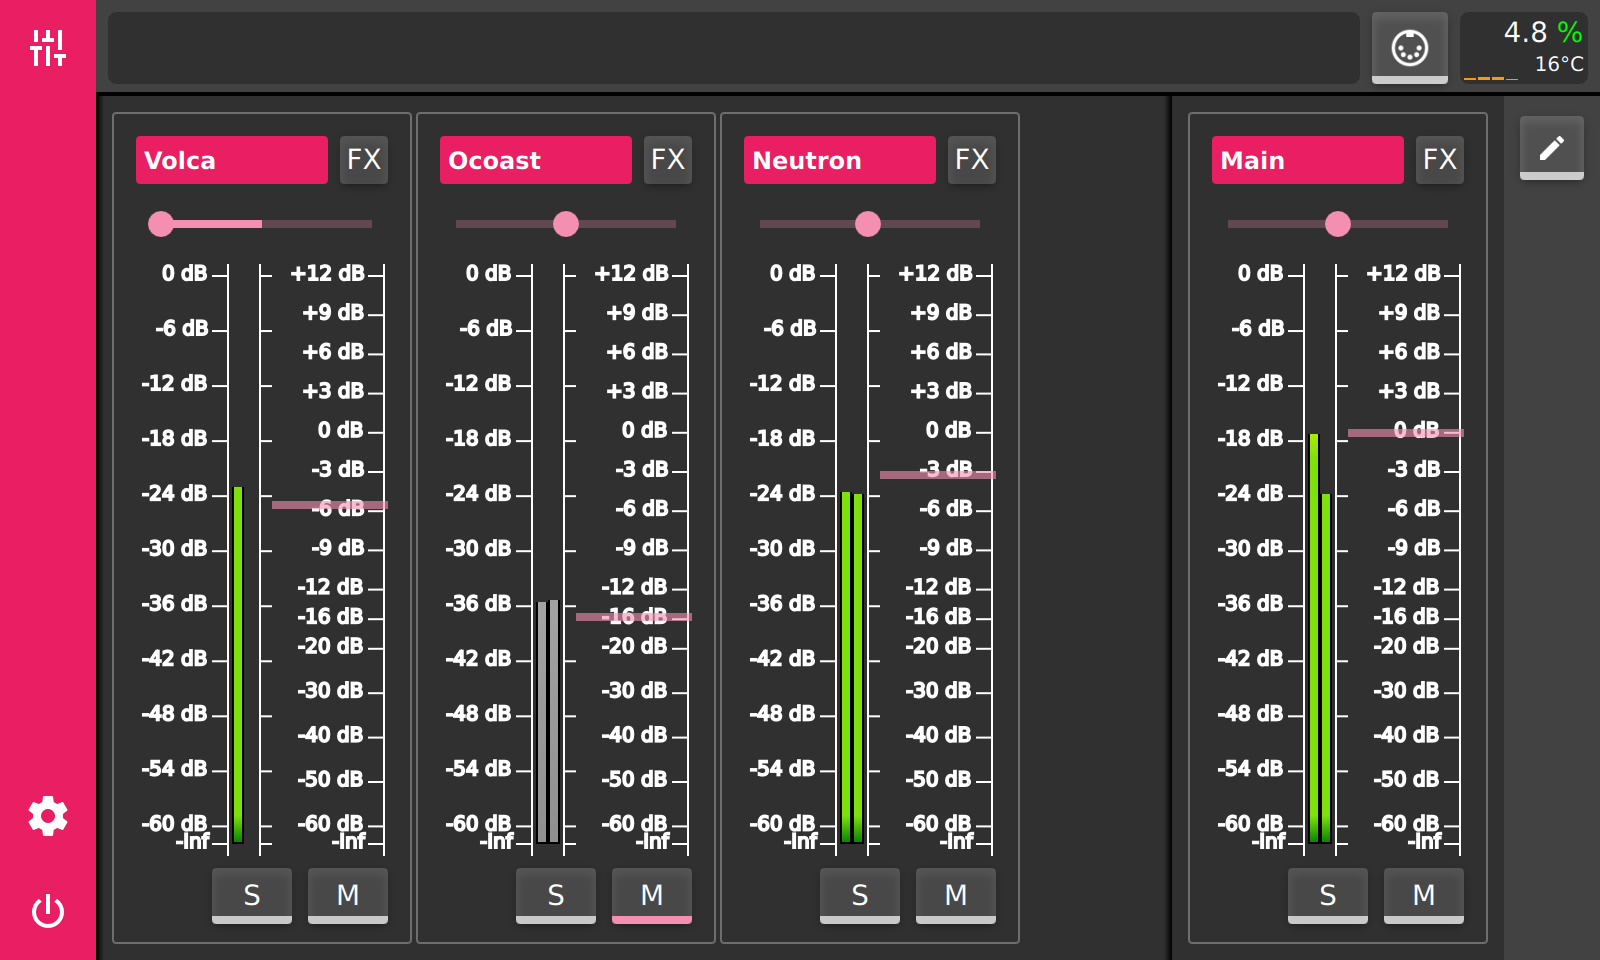 4.8 %
16°C
Volca FX
0 dB
-6 dB
-12 dB
-18 dB
-24 dB
-30 dB
-36 dB
-42 dB
-48 dB
-54 dB
-60 dB
-Inf
+12 dB
+9 dB
+6 dB
+3 dB
0 dB
-3 dB
-6 dB
-9 dB
-12 dB
-16 dB
-20 dB
-30 dB
-40 dB
-50 dB
-60 dB
-Inf
S M
Ocoast FX
0 dB
-6 dB
-12 dB
-18 dB
-24 dB
-30 dB
-36 dB
-42 dB
-48 dB
-54 dB
-60 dB
-Inf
+12 dB
+9 dB
+6 dB
+3 dB
0 dB
-3 dB
-6 dB
-9 dB
-12 dB
-16 dB
-20 dB
-30 dB
-40 dB
-50 dB
-60 dB
-Inf
S M
Neutron FX
0 dB
-6 dB
-12 dB
-18 dB
-24 dB
-30 dB
-36 dB
-42 dB
-48 dB
-54 dB
-60 dB
-Inf
+12 dB
+9 dB
+6 dB
+3 dB
0 dB
-3 dB
-6 dB
-9 dB
-12 dB
-16 dB
-20 dB
-30 dB
-40 dB
-50 dB
-60 dB
-Inf
S M
Main FX
0 dB
-6 dB
-12 dB
-18 dB
-24 dB
-30 dB
-36 dB
-42 dB
-48 dB
-54 dB
-60 dB
-Inf
+12 dB
+9 dB
+6 dB
+3 dB
0 dB
-3 dB
-6 dB
-9 dB
-12 dB
-16 dB
-20 dB
-30 dB
-40 dB
-50 dB
-60 dB
-Inf
S M